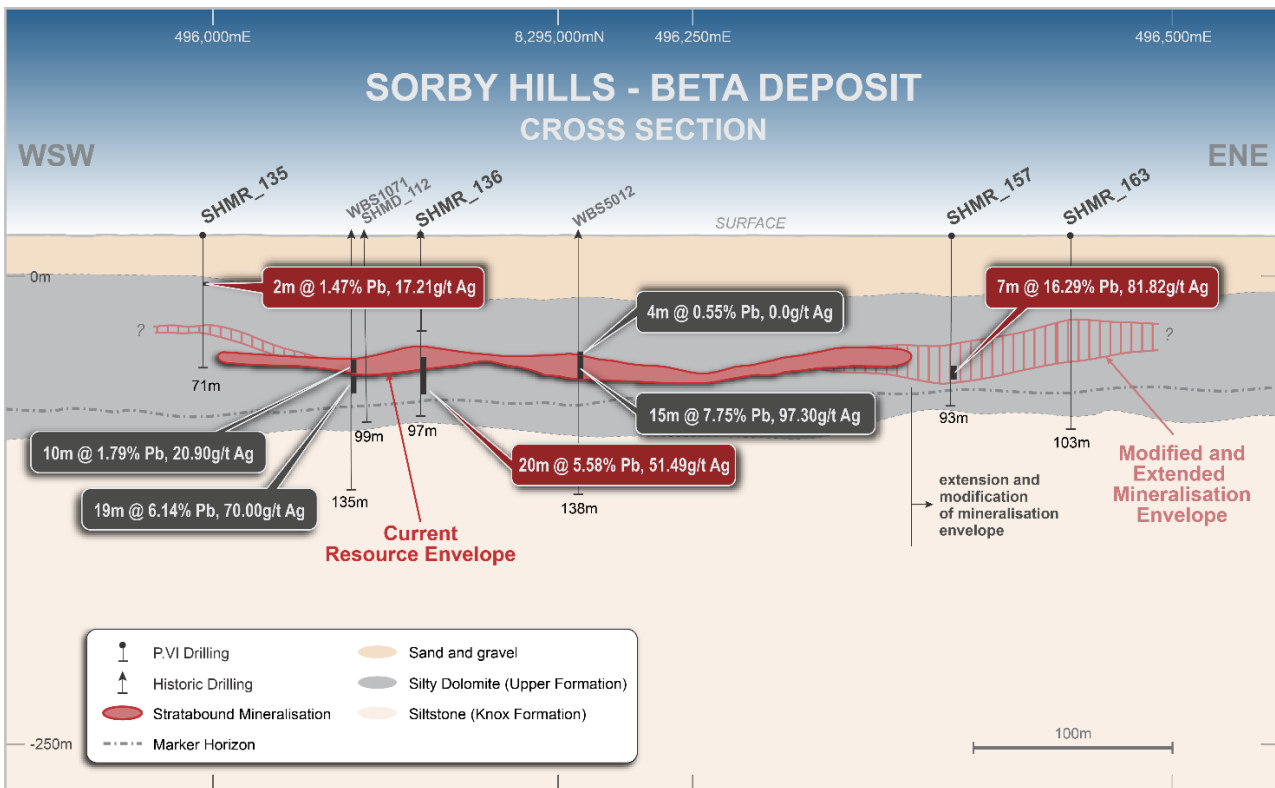 496,000mE
8,295,000mN
496,250mE
496,500mE
SORBY HILLS - BETA DEPOSIT
CROSS SECTION
WSW
ENE
SHMR_135
WBS1071
SHMD_112
SHMR_136
WBS5012
SURFACE
SHMR_157
SHMR_163
0m
2m @ 1.47% Pb, 17.21g/t Ag
7m @ 16.29% Pb, 81.82g/t Ag
4m @ 0.55% Pb, 0.0g/t Ag
?
?
71m
15m @ 7.75% Pb, 97.30g/t Ag
93m
99m
97m
103m
10m @ 1.79% Pb, 20.90g/t Ag
20m @ 5.58% Pb, 51.49g/t Ag
Modified and
Extended
Mineralisation
Envelope
extension and
modification
of mineralisation
envelope
135m
138m
19m @ 6.14% Pb, 70.00g/t Ag
Current
Resource Envelope
P.VI Drilling
Historic Drilling
Stratabound Mineralisation
Marker Horizon
Sand and gravel
Silty Dolomite (Upper Formation)
Siltstone (Knox Formation)
-250m
100m